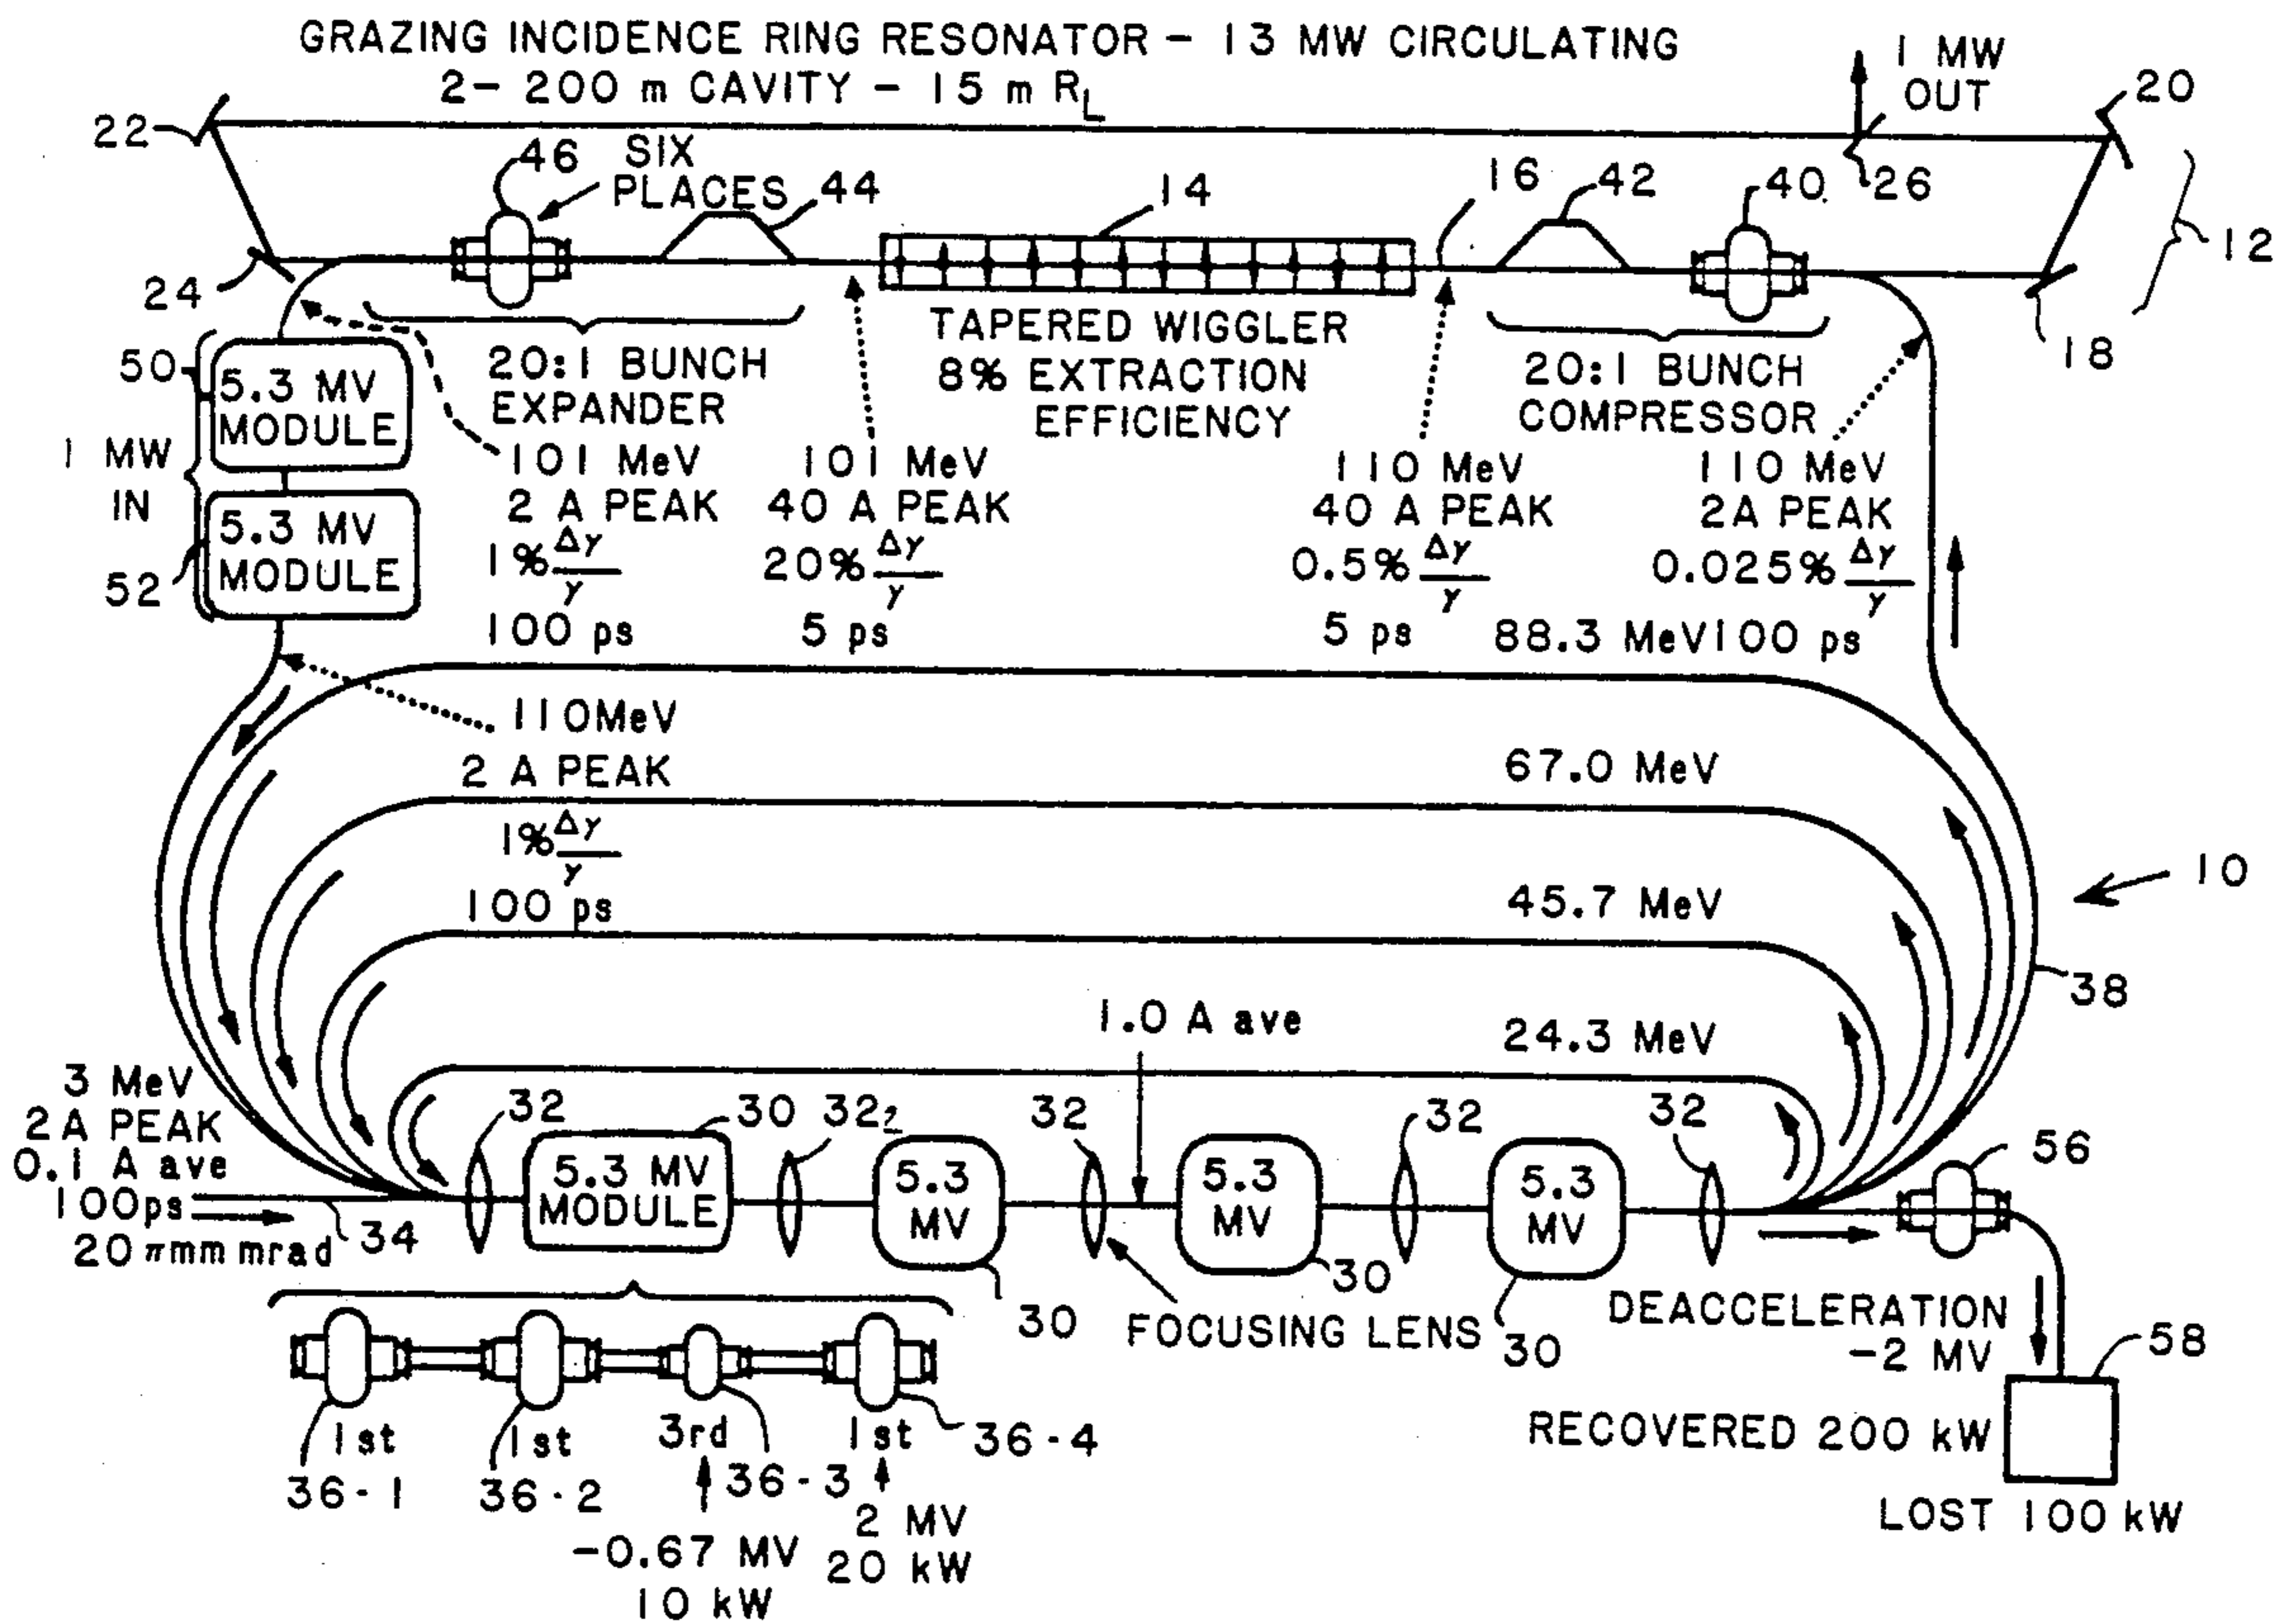 GRAZING INCIDENCE RING RESONATOR - 13 MW CIRCULATING
2- 200 m CAVITY - 15 m RL
1 MW
OUT
20
22
46
SIX
PLACES
44
14
16
42
40
26
12
24
18
TAPERED WIGGLER
8% EXTRACTION
EFFICIENCY
20:1 BUNCH
EXPANDER
20:1 BUNCH
COMPRESSOR
50
5.3 MV
MODULE
1 MW
IN
52
5.3 MV
MODULE
101 MeV
2 A PEAK
1% Δγ/γ
100 ps
101 MeV
40 A PEAK
20% Δγ/γ
5 ps
110 MeV
40 A PEAK
0.5% Δγ/γ
5 ps
110 MeV
2A PEAK
0.025% Δγ/γ
100 ps
88.3 MeV
110MeV
2 A PEAK
1% Δγ/γ
100 ps
67.0 MeV
45.7 MeV
10
38
1.0 A ave
24.3 MeV
3 MeV
2A PEAK
0.1 A ave
100ps
20 πmm mrad
34
32
30
32₂
32
32
32
56
5.3 MV
MODULE
5.3
MV
5.3
MV
5.3
MV
30
30
30
FOCUSING LENS
DEACCELERATION
-2 MV
58
RECOVERED 200 kW
LOST 100 kW
1st
1st
3rd
1st
36-1
36-2
36-3
36-4
-0.67 MV
10 kW
2 MV
20 kW